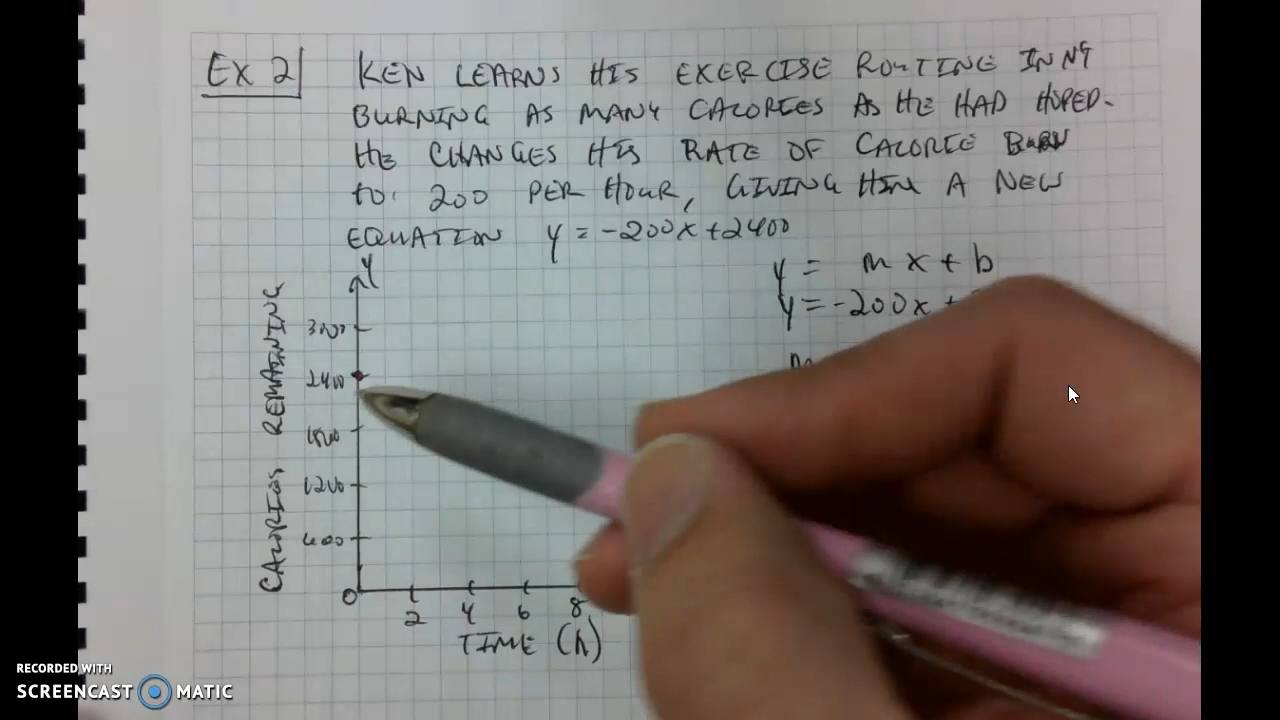 Ex 2 KEN LEARNS HIS EXERCISE ROUTINE ISN'T
BURNING AS MANY CALORIES AS HE HAD HOPED.
HE CHANGES HIS RATE OF CALORIE BURN
TO 200 PER HOUR, GIVING HIM A NEW
EQUATION y = -200x+2400
y = mx + b
y = -200x +
y
3000
2400
1800
1200
600
0
2 4 6 8
TIME (h)
CALORIES REMAINING
RECORDED WITH
SCREENCAST MATIC